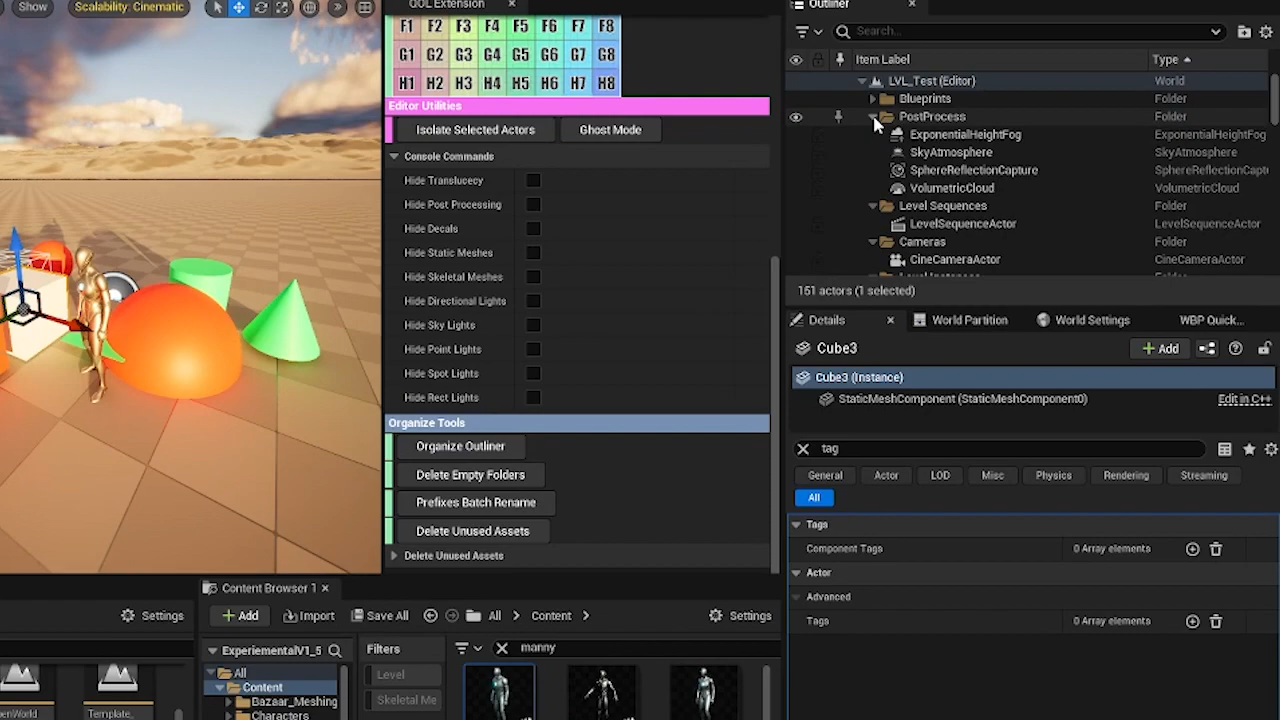 Show
Scalability: Cinematic
QOL Extension
F1 F2 F3 F4 F5 F6 F7 F8
G1 G2 G3 G4 G5 G6 G7 G8
H1 H2 H3 H4 H5 H6 H7 H8
Editor Utilities
Isolate Selected Actors Ghost Mode
Console Commands
Hide Translucecy
Hide Post Processing
Hide Decals
Hide Static Meshes
Hide Skeletal Meshes
Hide Directional Lights
Hide Sky Lights
Hide Point Lights
Hide Spot Lights
Hide Rect Lights
Organize Tools
Organize Outliner
Delete Empty Folders
Prefixes Batch Rename
Delete Unused Assets
Delete Unused Assets
Outliner
Search...
Item Label Type
LVL_Test (Editor) World
Blueprints Folder
PostProcess Folder
ExponentialHeightFog ExponentialHeightFog
SkyAtmosphere SkyAtmosphere
SphereReflectionCapture SphereReflectionCapt
VolumetricCloud VolumetricCloud
Level Sequences Folder
LevelSequenceActor LevelSequenceActor
Cameras Folder
CineCameraActor CineCameraActor
151 actors (1 selected)
Details World Partition World Settings WBP Quick...
Cube3 Add
Cube3 (Instance)
StaticMeshComponent (StaticMeshComponent0) Edit in C++
tag
General Actor LOD Misc Physics Rendering Streaming
All
Tags
Component Tags 0 Array elements
Actor
Advanced
Tags 0 Array elements
Content Browser 1
Settings Add Import Save All All Content Settings
ExperiementalV1_5 Filters manny
All
Content
Bazaar_Meshing
Characters
Level
Skeletal Me
enWorld Template_